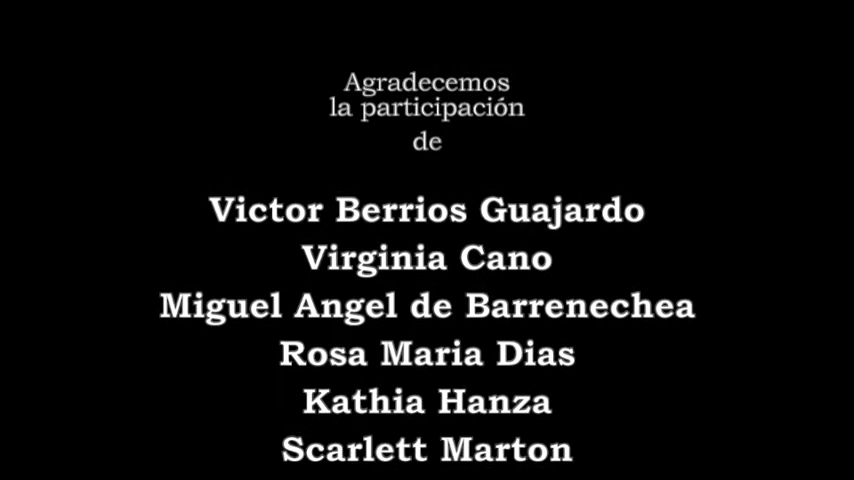 Agradecemos
la participación
de
Victor Berrios Guajardo
Virginia Cano
Miguel Angel de Barrenechea
Rosa Maria Dias
Kathia Hanza
Scarlett Marton